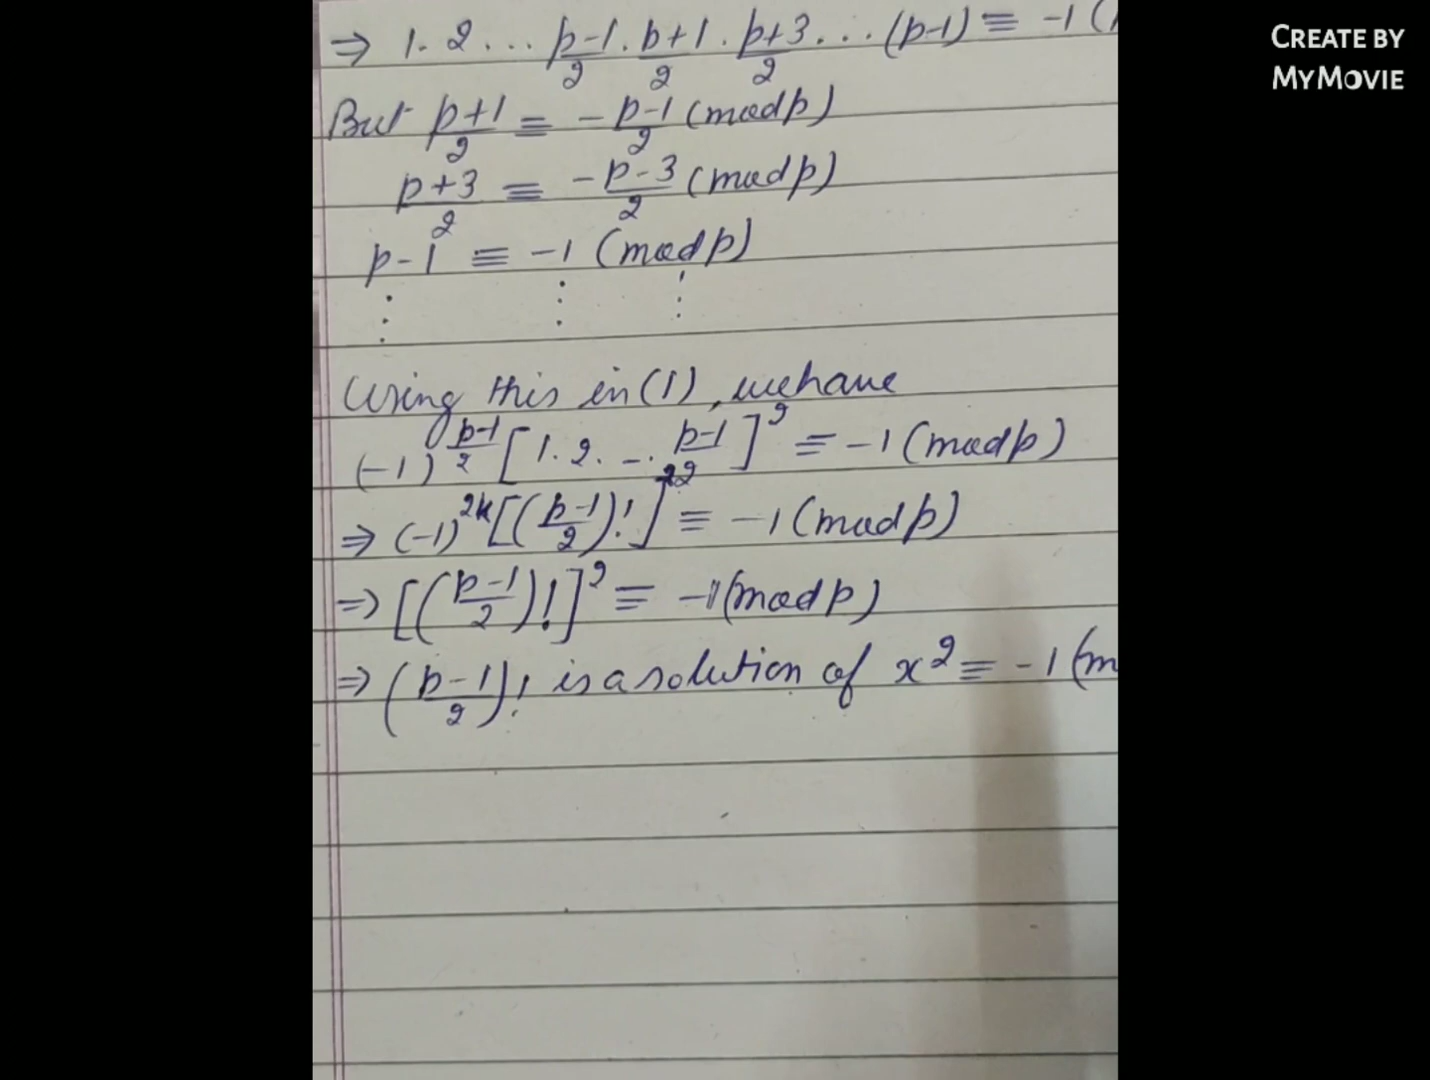 ⇒ 1. 2 . . . p-1/2 . p+1/2 . p+3/2 . . . (p-1) ≡ -1 (
But p+1/2 ≡ - p-1/2 (mod p)
p+3/2 ≡ - p-3/2 (mod p)
p-1 ≡ -1 (mod p)
⋮ ⋮ ⋮
Using this in (1), we have
(-1)^(p-1/2) [1. 2. ... p-1/2]^2 ≡ -1 (mod p)
⇒ (-1)^2k [(p-1/2)!]^2 ≡ -1 (mod p)
⇒ [(p-1/2)!]^2 ≡ -1 (mod p)
⇒ (p-1/2)! is a solution of x^2 ≡ -1 (m
CREATE BY
MYMOVIE